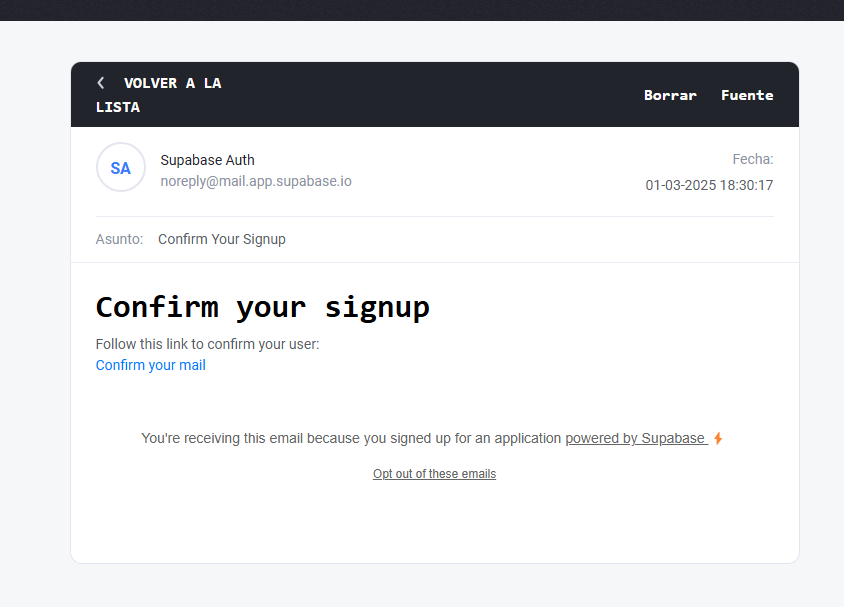 VOLVER A LA
LISTA
Borrar Fuente
SA
Supabase Auth
noreply@mail.app.supabase.io
Fecha:
01-03-2025 18:30:17
Asunto: Confirm Your Signup
Confirm your signup
Follow this link to confirm your user:
Confirm your mail
You're receiving this email because you signed up for an application powered by Supabase
Opt out of these emails